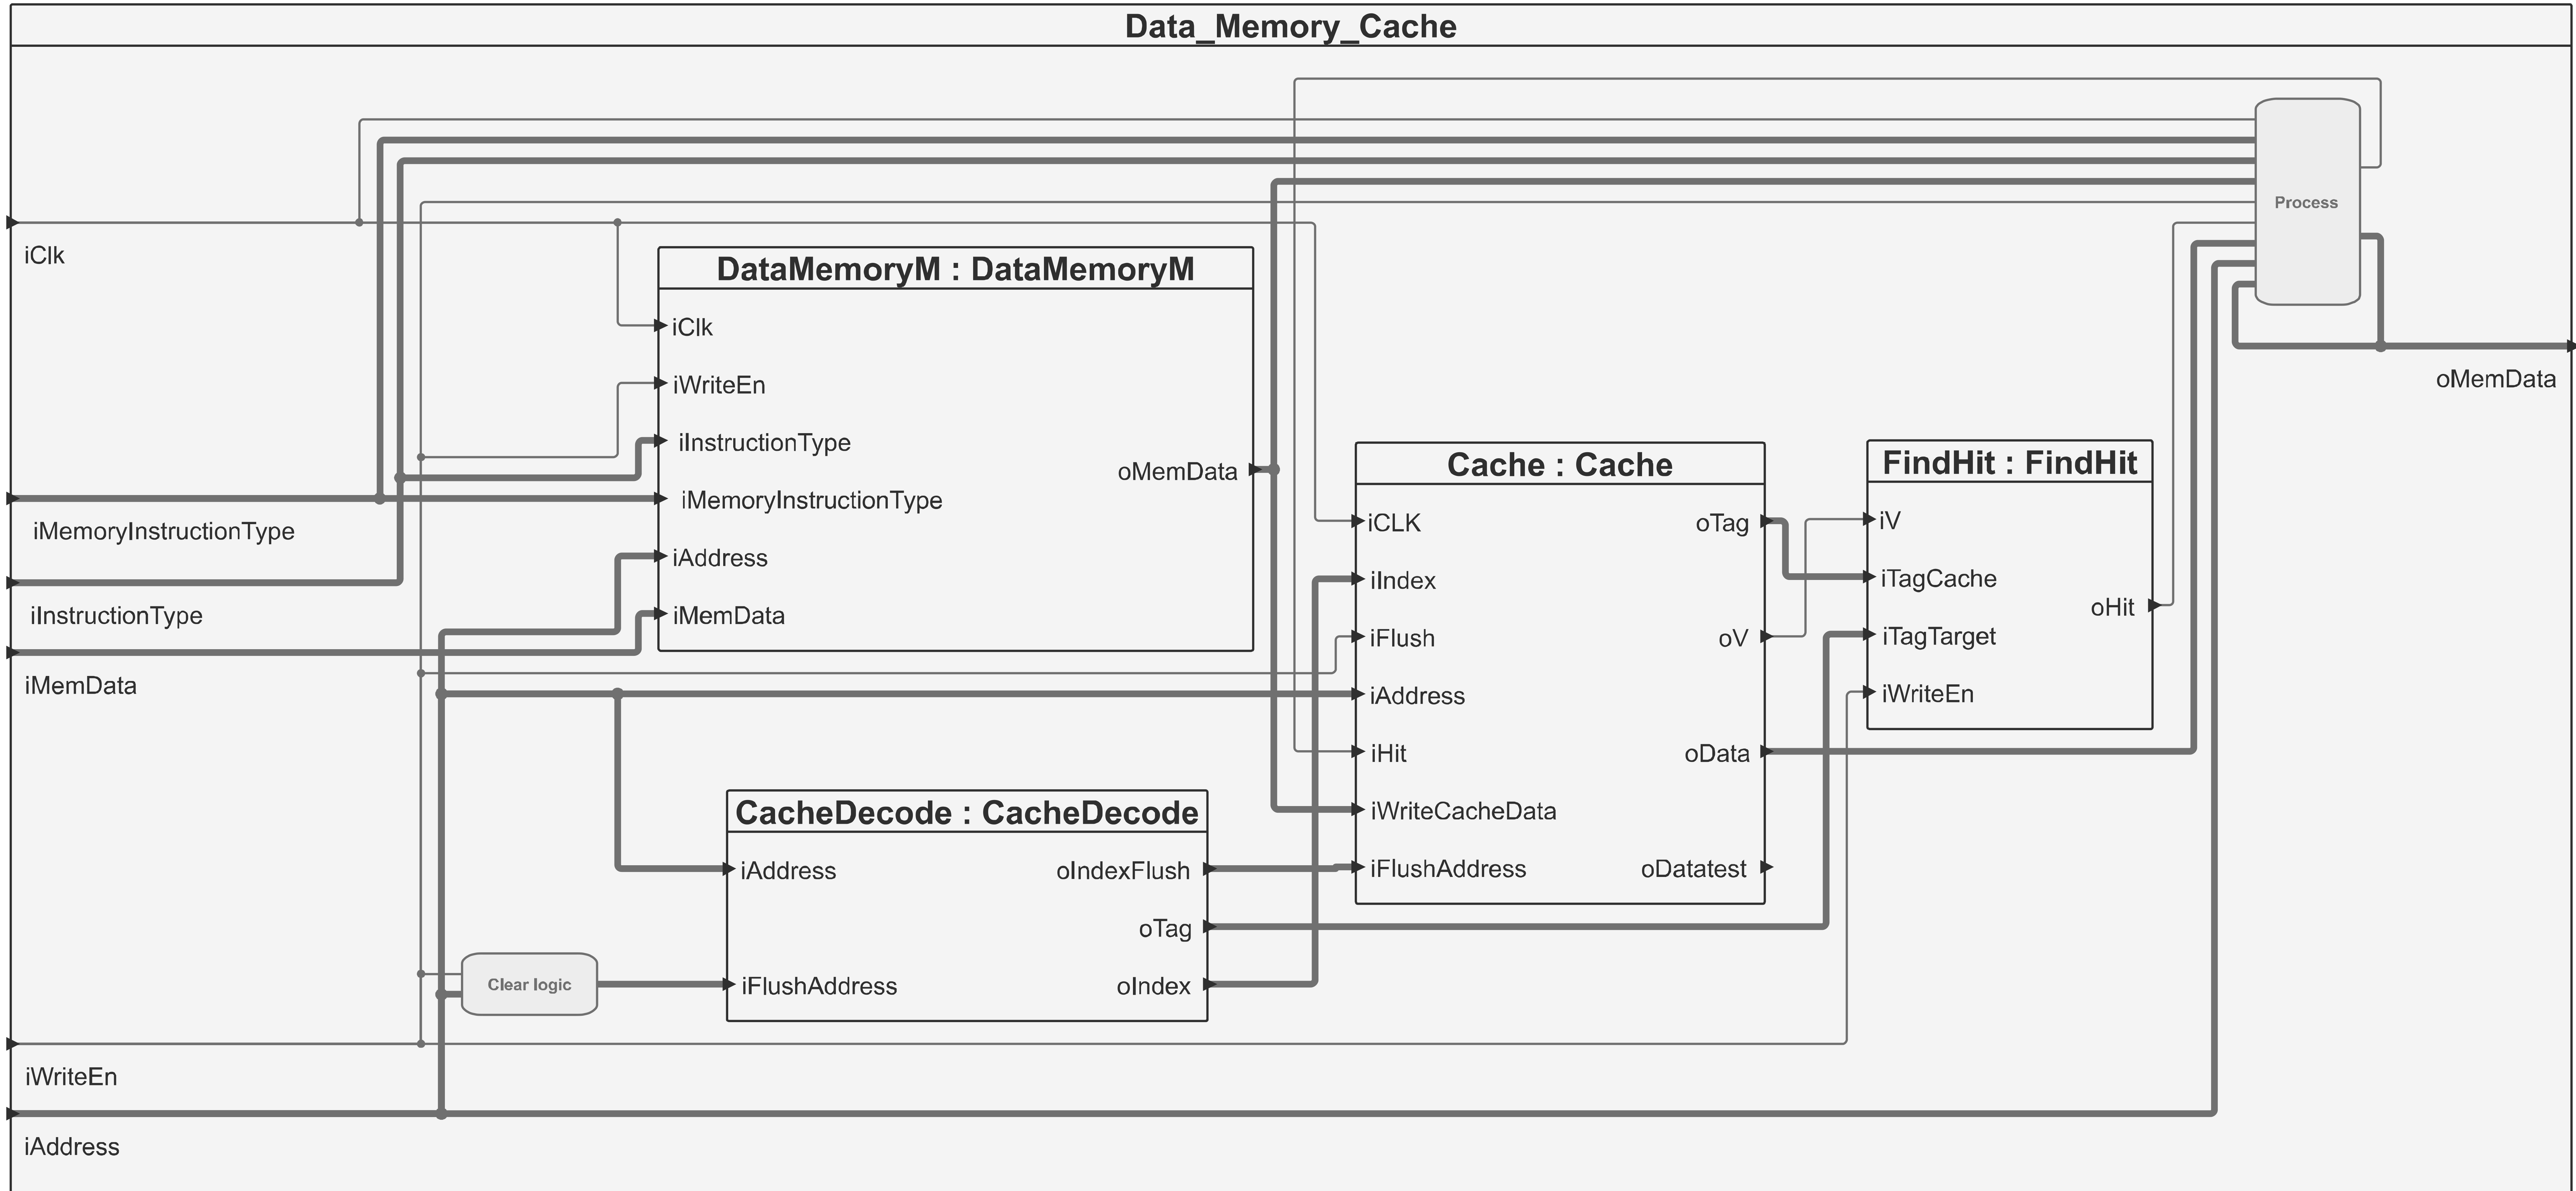 Data_Memory_Cache
Process
iClk
DataMemoryM : DataMemoryM
iClk
iWriteEn
iInstructionType
iMemoryInstructionType
iAddress
iMemData
oMemData
oMemData
iMemoryInstructionType
iInstructionType
iMemData
Cache : Cache
iCLK
iIndex
iFlush
iAddress
iHit
iWriteCacheData
iFlushAddress
oTag
oV
oData
oDatatest
FindHit : FindHit
iV
iTagCache
iTagTarget
iWriteEn
oHit
CacheDecode : CacheDecode
iAddress
iFlushAddress
oIndexFlush
oTag
oIndex
Clear logic
iWriteEn
iAddress